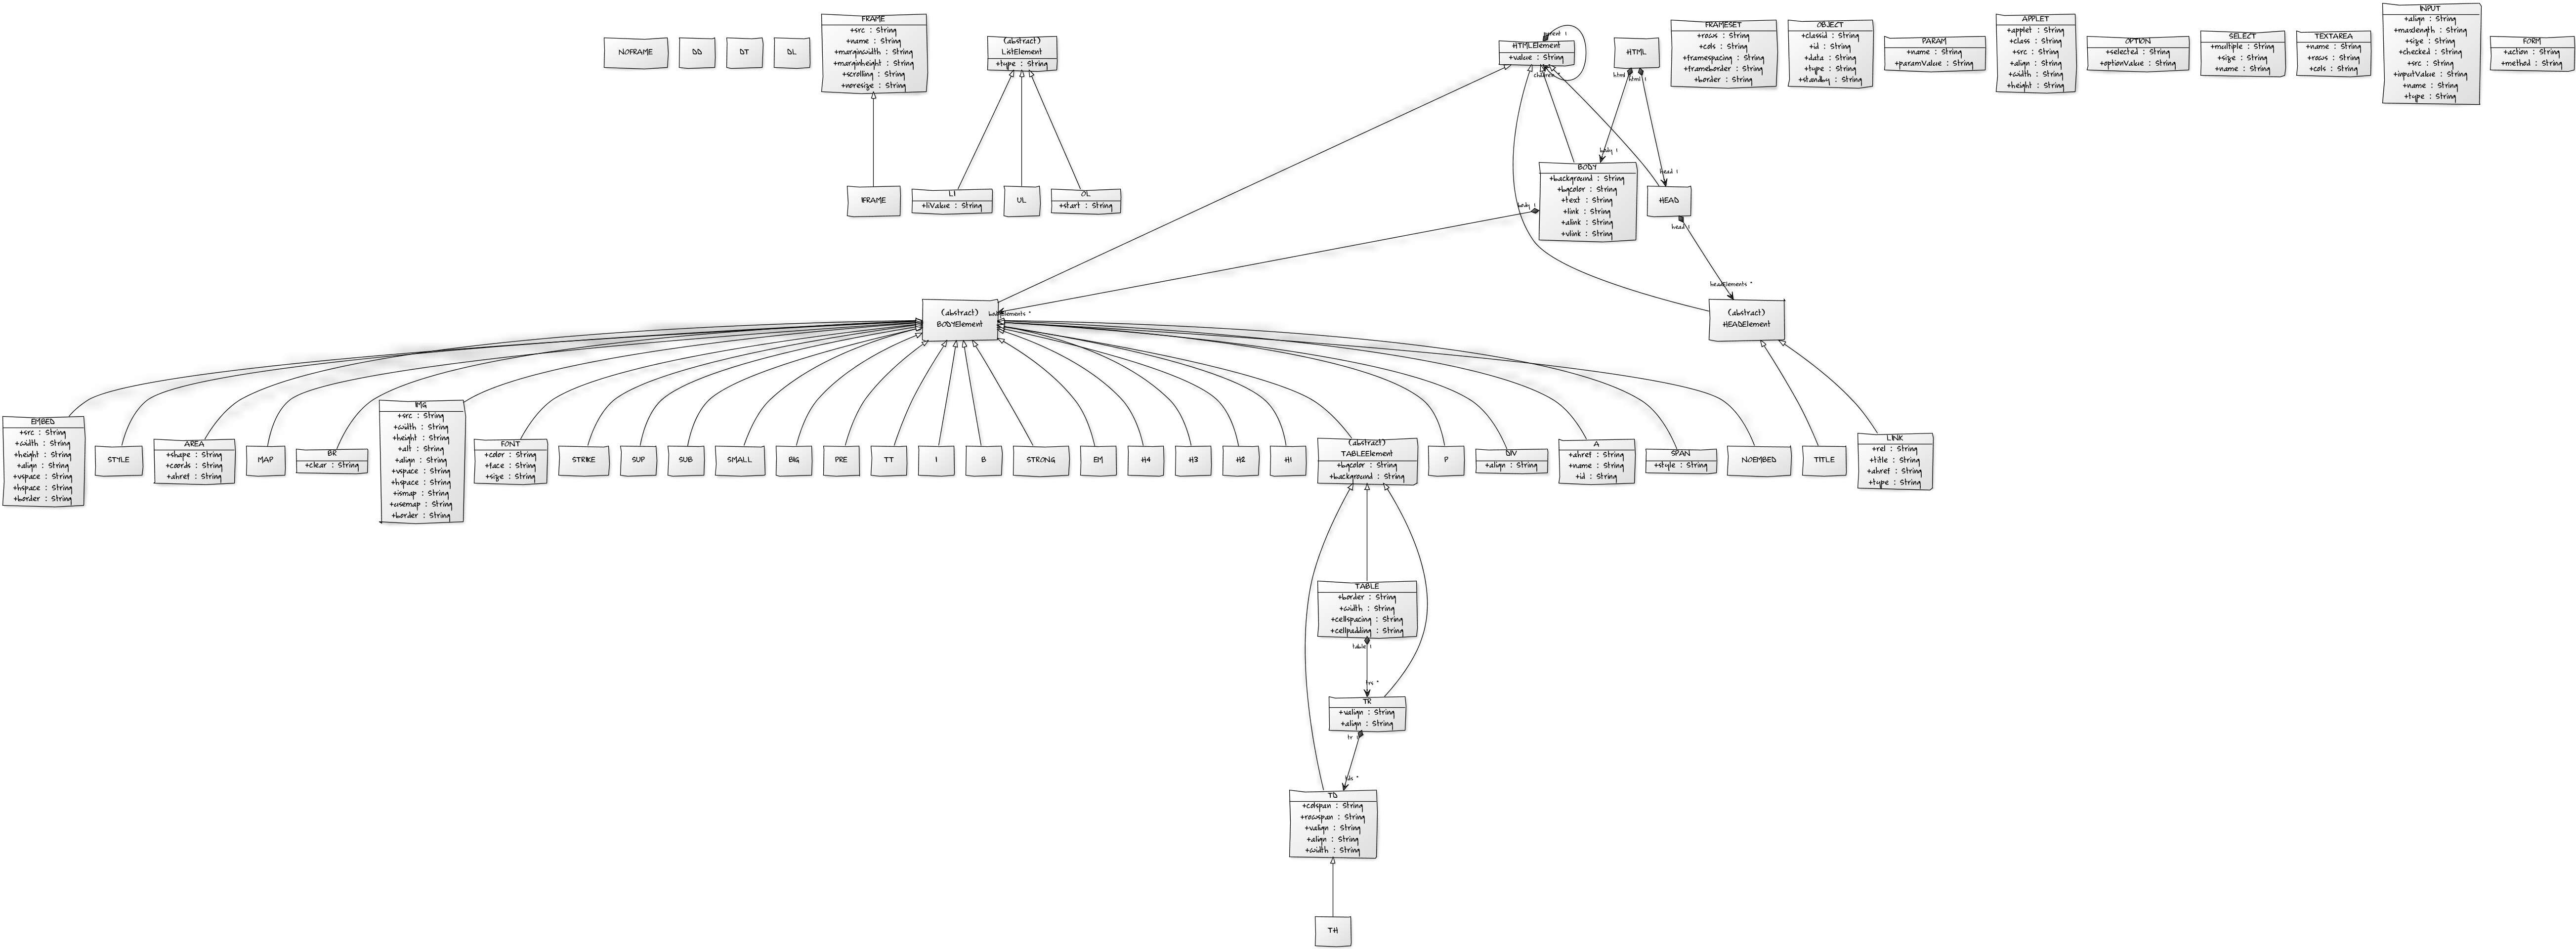 NOFRAME
DD
DT
DL
FRAME
+src : String
+name : String
+marginwidth : String
+marginheight : String
+scrolling : String
+noresize : String
(abstract)
ListElement
+type : String
HTMLElement
+value : String
parent 1
children *
HTML
html 1
html 1
FRAMESET
+rows : String
+cols : String
+framespacing : String
+frameborder : String
+border : String
OBJECT
+classid : String
+id : String
+data : String
+type : String
+standby : String
PARAM
+name : String
+paramValue : String
APPLET
+applet : String
+class : String
+src : String
+align : String
+width : String
+height : String
OPTION
+selected : String
+optionValue : String
SELECT
+multiple : String
+size : String
+name : String
TEXTAREA
+name : String
+rows : String
+cols : String
INPUT
+align : String
+maxlength : String
+size : String
+checked : String
+src : String
+inputValue : String
+name : String
+type : String
FORM
+action : String
+method : String
IFRAME
LI
+liValue : String
UL
OL
+start : String
body 1
BODY
+background : String
+bgcolor : String
+text : String
+link : String
+alink : String
+vlink : String
body 1
head 1
HEAD
head 1
(abstract)
BODYElement
bodyElements *
headElements *
(abstract)
HEADElement
EMBED
+src : String
+width : String
+height : String
+align : String
+vspace : String
+hspace : String
+border : String
STYLE
AREA
+shape : String
+coords : String
+ahref : String
MAP
BR
+clear : String
IMG
+src : String
+width : String
+height : String
+alt : String
+align : String
+vspace : String
+hspace : String
+ismap : String
+usemap : String
+border : String
FONT
+color : String
+face : String
+size : String
STRIKE
SUP
SUB
SMALL
BIG
PRE
TT
I
B
STRONG
EM
H4
H3
H2
H1
(abstract)
TABLEElement
+bgcolor : String
+background : String
P
DIV
+align : String
A
+ahref : String
+name : String
+id : String
SPAN
+style : String
NOEMBED
TITLE
LINK
+rel : String
+title : String
+ahref : String
+type : String
TABLE
+border : String
+width : String
+cellspacing : String
+cellpadding : String
table 1
trs *
TR
+valign : String
+align : String
tr 1
tds *
TD
+colspan : String
+rowspan : String
+valign : String
+align : String
+width : String
TH